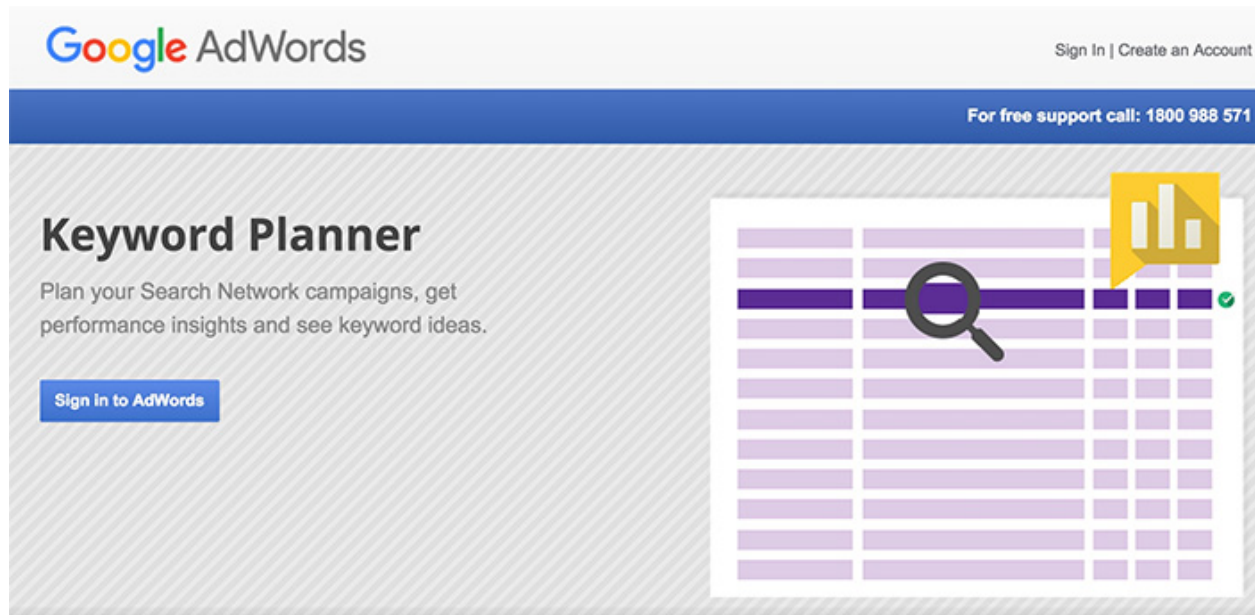 Google AdWords
Sign In | Create an Account
For free support call: 1800 988 571
Keyword Planner
Plan your Search Network campaigns, get
performance insights and see keyword ideas.
Sign in to AdWords